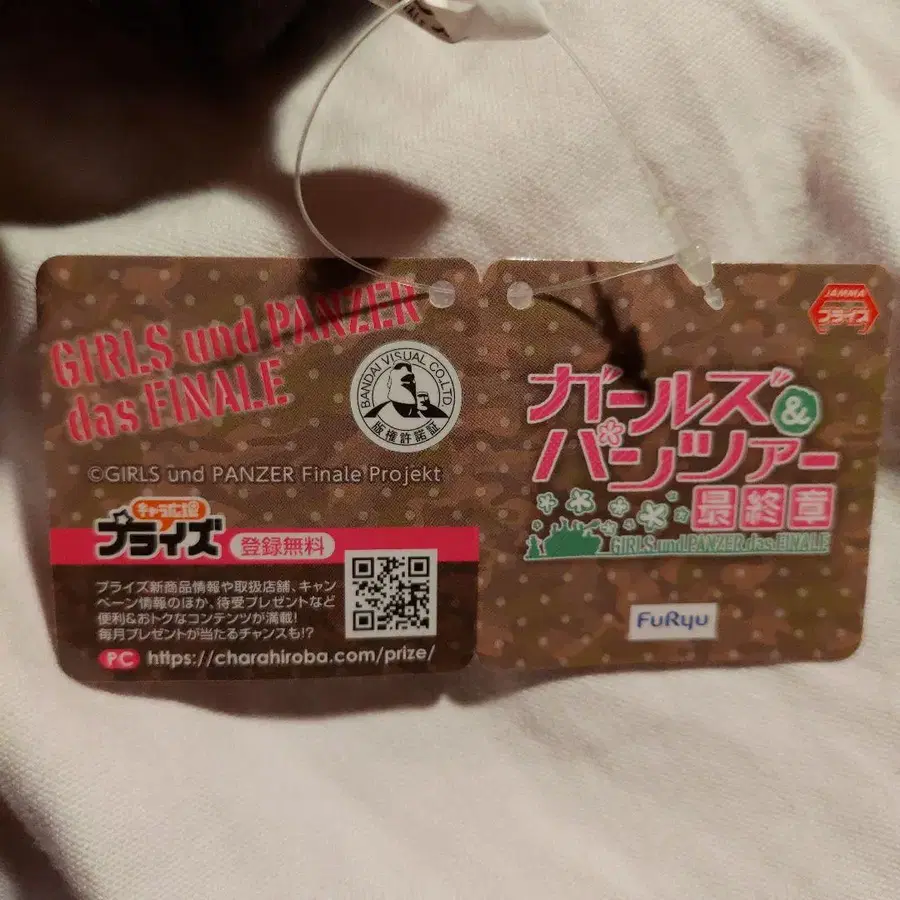 GIRLS und PANZER
das FINALE
BANDAI VISUAL CO.,LTD
版権許諾証
©GIRLS und PANZER Finale Projekt
キャラ広場
プライズ
登録無料
プライズ新商品情報や取扱店舗、キャン
ペーン情報のほか、待受プレゼントなど
便利&おトクなコンテンツが満載!
毎月プレゼントが当たるチャンスも!?
PC https://charahiroba.com/prize/
JAMMA
プライズ
ガールズ&
パンツァー
最終章
GIRLS und PANZER das FINALE
FuRyu